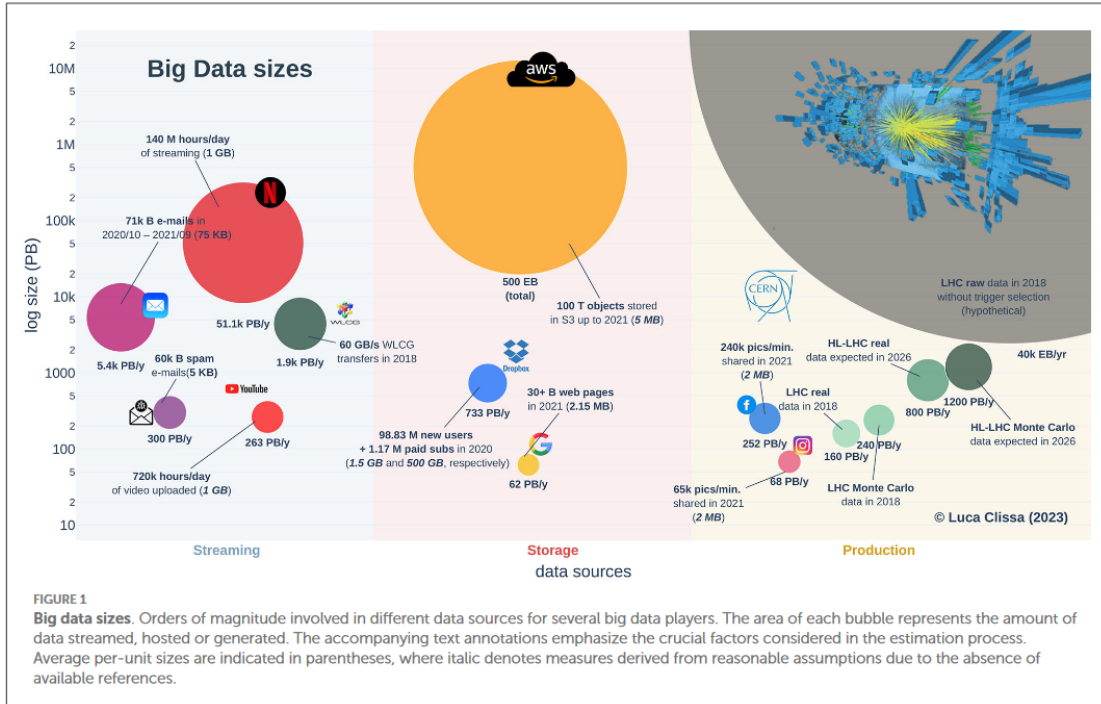 Big Data sizes
log size (PB)
2
10M
5
2
1M
5
2
100k
5
2
10k
5
2
1000
5
2
100
5
2
10
140 M hours/day
of streaming (1 GB)
N
51.1k PB/y
71k B e-mails in
2020/10 – 2021/09 (75 KB)
5.4k PB/y
WLCG
60 GB/s WLCG
transfers in 2018
1.9k PB/y
60k B spam
e-mails(5 KB)
300 PB/y
YouTube
263 PB/y
720k hours/day
of video uploaded (1 GB)
aws
500 EB
(total)
100 T objects stored
in S3 up to 2021 (5 MB)
Dropbox
733 PB/y
98.83 M new users
+ 1.17 M paid subs in 2020
(1.5 GB and 500 GB, respectively)
30+ B web pages
in 2021 (2.15 MB)
G
62 PB/y
CERN
LHC raw data in 2018
without trigger selection
(hypothetical)
40k EB/yr
240k pics/min.
shared in 2021
(2 MB)
f
252 PB/y
65k pics/min.
shared in 2021
(2 MB)
68 PB/y
LHC real
data in 2018
160 PB/y
240 PB/y
LHC Monte Carlo
data in 2018
HL-LHC real
data expected in 2026
800 PB/y
1200 PB/y
HL-LHC Monte Carlo
data expected in 2026
© Luca Clissa (2023)
Streaming
Storage
Production
data sources
FIGURE 1
Big data sizes. Orders of magnitude involved in different data sources for several big data players. The area of each bubble represents the amount of
data streamed, hosted or generated. The accompanying text annotations emphasize the crucial factors considered in the estimation process.
Average per-unit sizes are indicated in parentheses, where italic denotes measures derived from reasonable assumptions due to the absence of
available references.